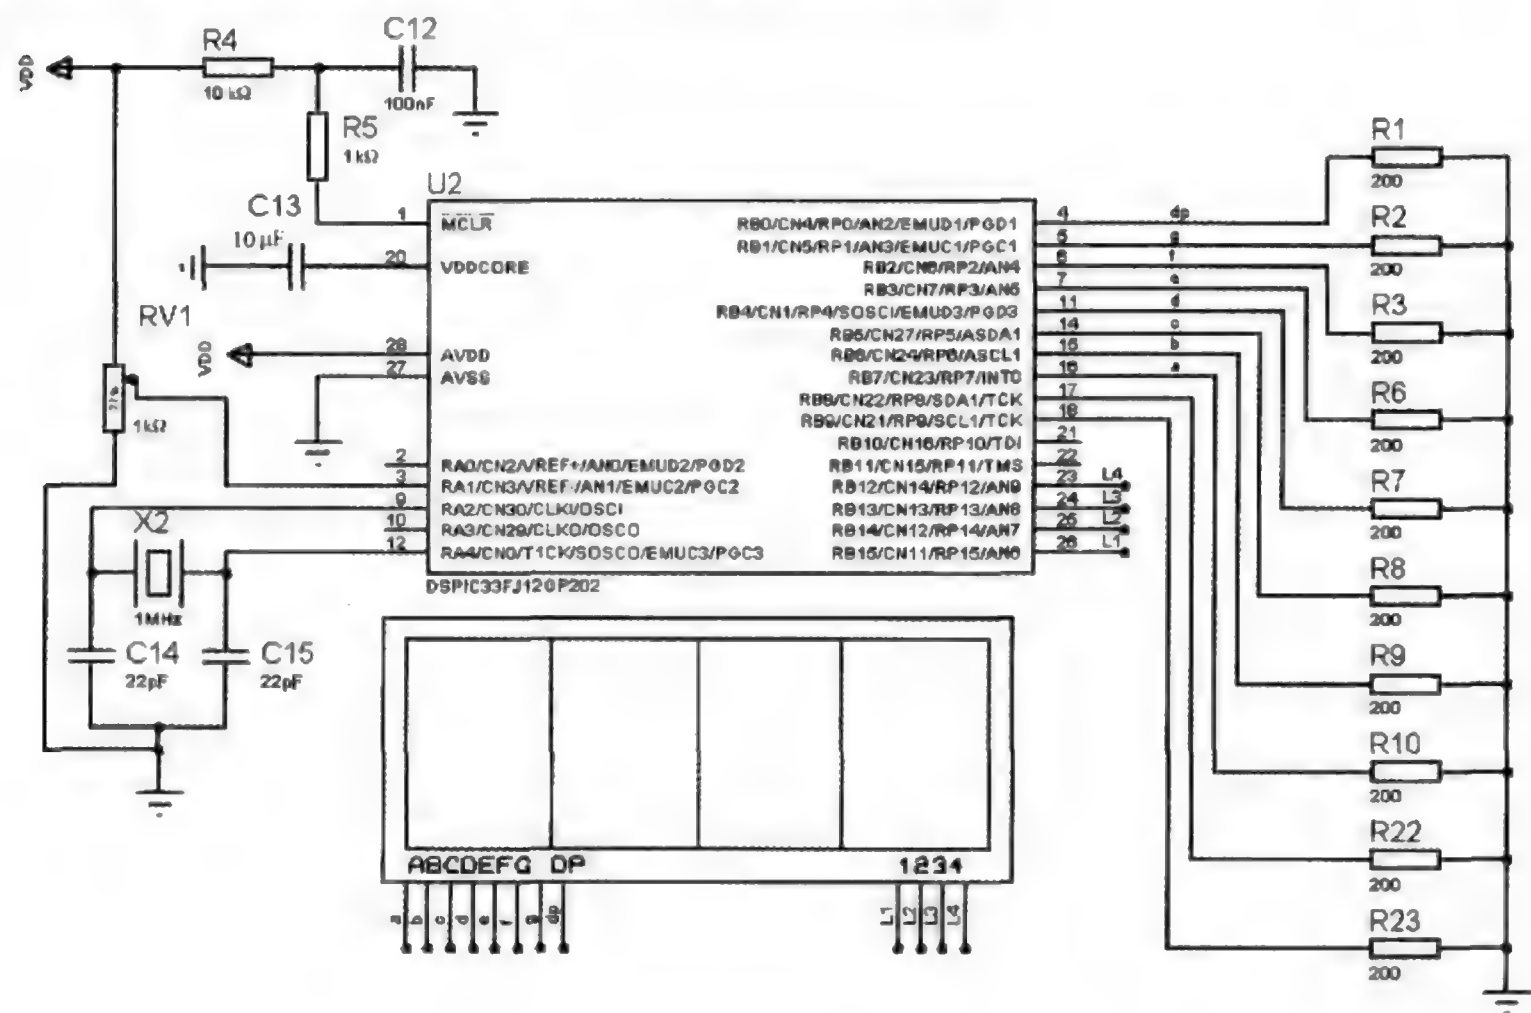 C12
R4
VDD
10 kΩ
100nF
R5
1kΩ
U2
C13
10 µF
1
MCLR
20
VDDCORE
RV1
VDD
28
AVDD
27
AVSS
1kΩ
2
RA0/CN2/VREF+/AN0/EMUD2/PGD2
3
RA1/CN3/VREF-/AN1/EMUC2/PGC2
9
RA2/CN30/CLKI/OSCI
10
RA3/CN29/CLKO/OSCO
12
RA4/CN0/T1CK/SOSCO/EMUC3/PGC3
X2
1MHz
C14
22pF
C15
22pF
DSPIC33FJ12GP202
RB0/CN4/RP0/AN2/EMUD1/PGD1
4
dp
RB1/CN5/RP1/AN3/EMUC1/PGC1
5
g
RB2/CN6/RP2/AN4
6
f
RB3/CN7/RP3/AN5
7
e
RB4/CN1/RP4/SOSCI/EMUD3/PGD3
11
d
RB5/CN27/RP5/ASDA1
14
c
RB6/CN24/RP6/ASCL1
15
b
RB7/CN23/RP7/INT0
16
a
RB8/CN22/RP8/SDA1/TCK
17
RB9/CN21/RP9/SCL1/TCK
18
RB10/CN16/RP10/TDI
21
RB11/CN15/RP11/TMS
22
RB12/CN14/RP12/AN9
23
L4
RB13/CN13/RP13/AN8
24
L3
RB14/CN12/RP14/AN7
25
L2
RB15/CN11/RP15/AN6
26
L1
R1
200
R2
200
R3
200
R6
200
R7
200
R8
200
R9
200
R10
200
R22
200
R23
200
ABCDEFG DP
1234
a
b
c
d
e
f
g
dp
L1
L2
L3
L4